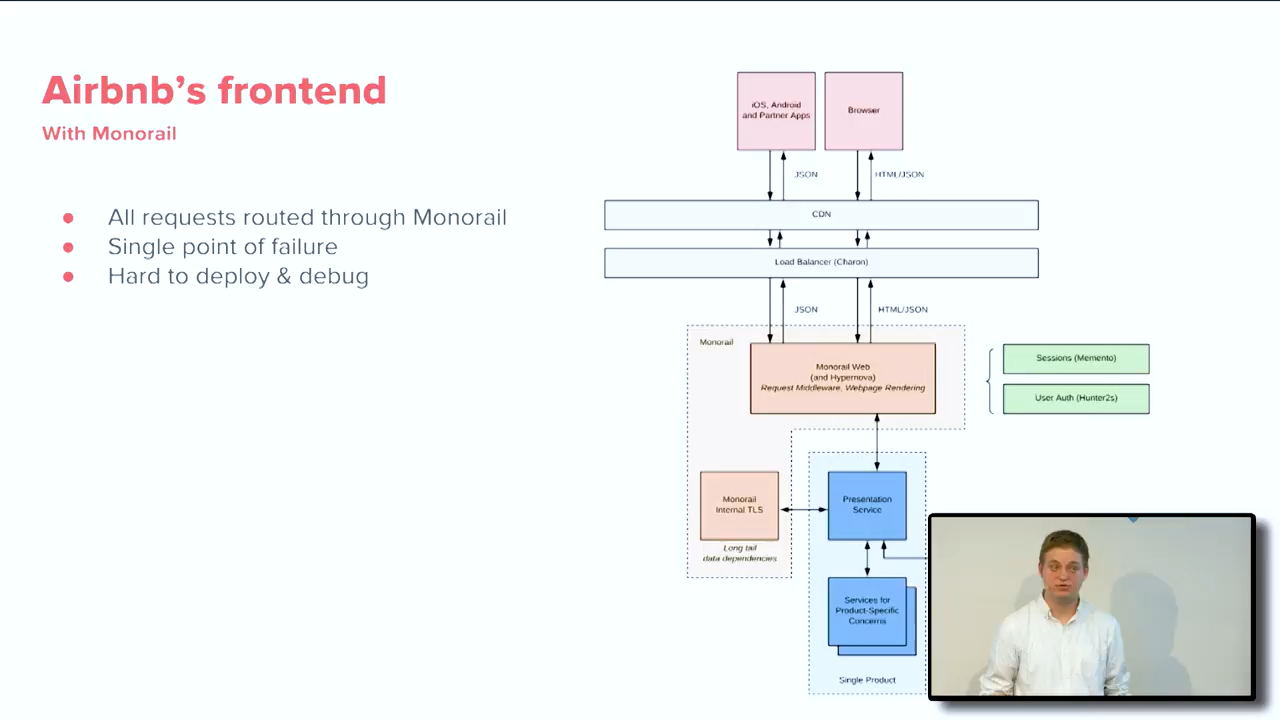 Airbnb's frontend
With Monorail
● All requests routed through Monorail
● Single point of failure
● Hard to deploy & debug
iOS, Android
and Partner Apps
Browser
JSON
HTML/JSON
CDN
Load Balancer (Charon)
JSON
HTML/JSON
Monorail
Monorail Web
(and Hypernova)
Request Middleware, Webpage Rendering
Sessions (Memento)
User Auth (Hunter2s)
Monorail
Internal TLS
Long tail
data dependencies
Presentation
Service
Services for
Product-Specific
Concerns
Single Product